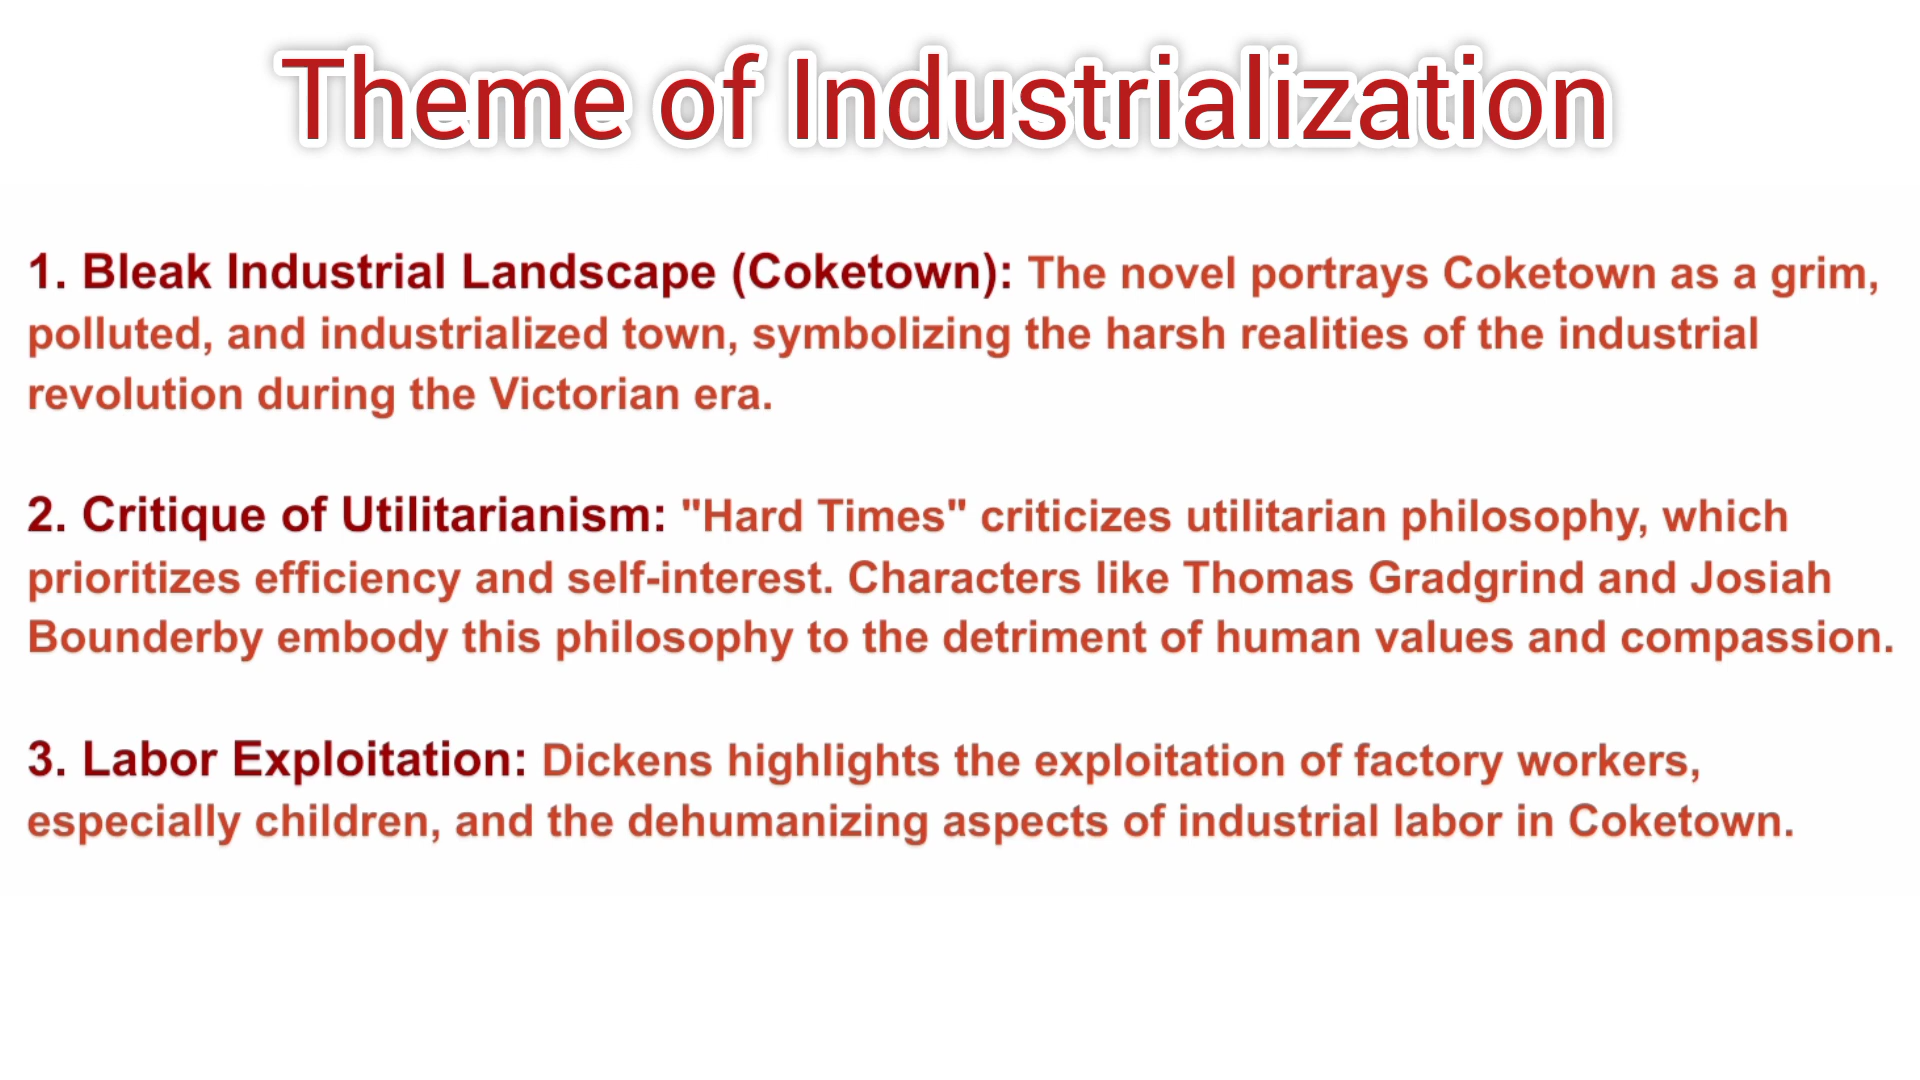 Theme of Industrialization
1. Bleak Industrial Landscape (Coketown): The novel portrays Coketown as a grim,
polluted, and industrialized town, symbolizing the harsh realities of the industrial
revolution during the Victorian era.
2. Critique of Utilitarianism: "Hard Times" criticizes utilitarian philosophy, which
prioritizes efficiency and self-interest. Characters like Thomas Gradgrind and Josiah
Bounderby embody this philosophy to the detriment of human values and compassion.
3. Labor Exploitation: Dickens highlights the exploitation of factory workers,
especially children, and the dehumanizing aspects of industrial labor in Coketown.